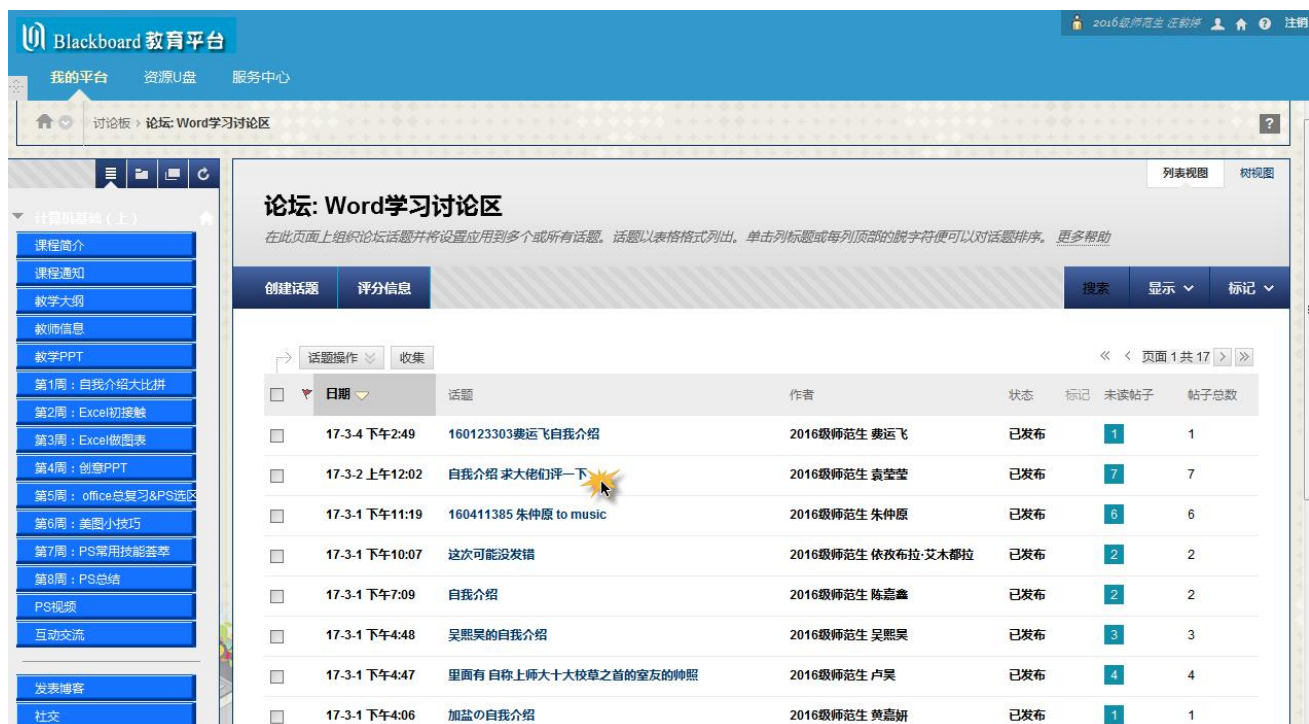 Blackboard 教育平台
2016级师范生 汪毅婷 注销
我的平台 资源U盘 服务中心
讨论板 › 论坛: Word学习讨论区
?
列表视图 树视图
论坛: Word学习讨论区
在此页面上组织论坛话题并将设置应用到多个或所有话题。话题以表格格式列出。单击列标题或每列顶部的脱字符便可以对话题排序。 更多帮助
计算机基础(上)
课程简介
课程通知
教学大纲
教师信息
教学PPT
第1周:自我介绍大比拼
第2周:Excel初接触
第3周:Excel做图表
第4周:创意PPT
第5周: office总复习&PS选区
第6周:美图小技巧
第7周:PS常用技能荟萃
第8周:PS总结
PS视频
互动交流
发表博客
社交
创建话题 评分信息 搜索 显示 标记
话题操作 收集 页面 1 共 17
日期 话题 作者 状态 标记 未读帖子 帖子总数
17-3-4 下午2:49 160123303费运飞自我介绍 2016级师范生 费运飞 已发布 1 1
17-3-2 上午12:02 自我介绍 求大佬们评一下 2016级师范生 袁莹莹 已发布 7 7
17-3-1 下午11:19 160411385 朱仲原 to music 2016级师范生 朱仲原 已发布 6 6
17-3-1 下午10:07 这次可能没发错 2016级师范生 依孜布拉·艾木都拉 已发布 2 2
17-3-1 下午7:09 自我介绍 2016级师范生 陈嘉鑫 已发布 2 2
17-3-1 下午4:48 吴熙昊的自我介绍 2016级师范生 吴熙昊 已发布 3 3
17-3-1 下午4:47 里面有 自称上师大十大校草之首的室友的帅照 2016级师范生 卢昊 已发布 4 4
17-3-1 下午4:06 加盐の自我介绍 2016级师范生 黄嘉妍 已发布 1 1